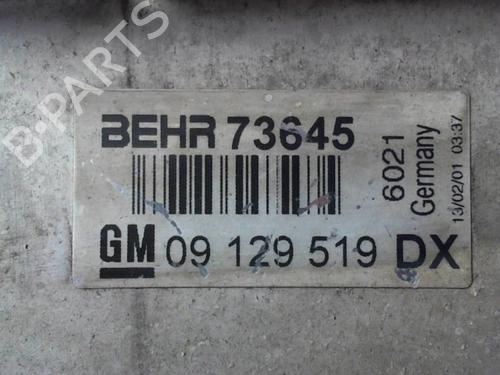 BEHR 73645
GM 09 129 519 DX
6021
Germany
13/02/01 03:37
B-PARTS